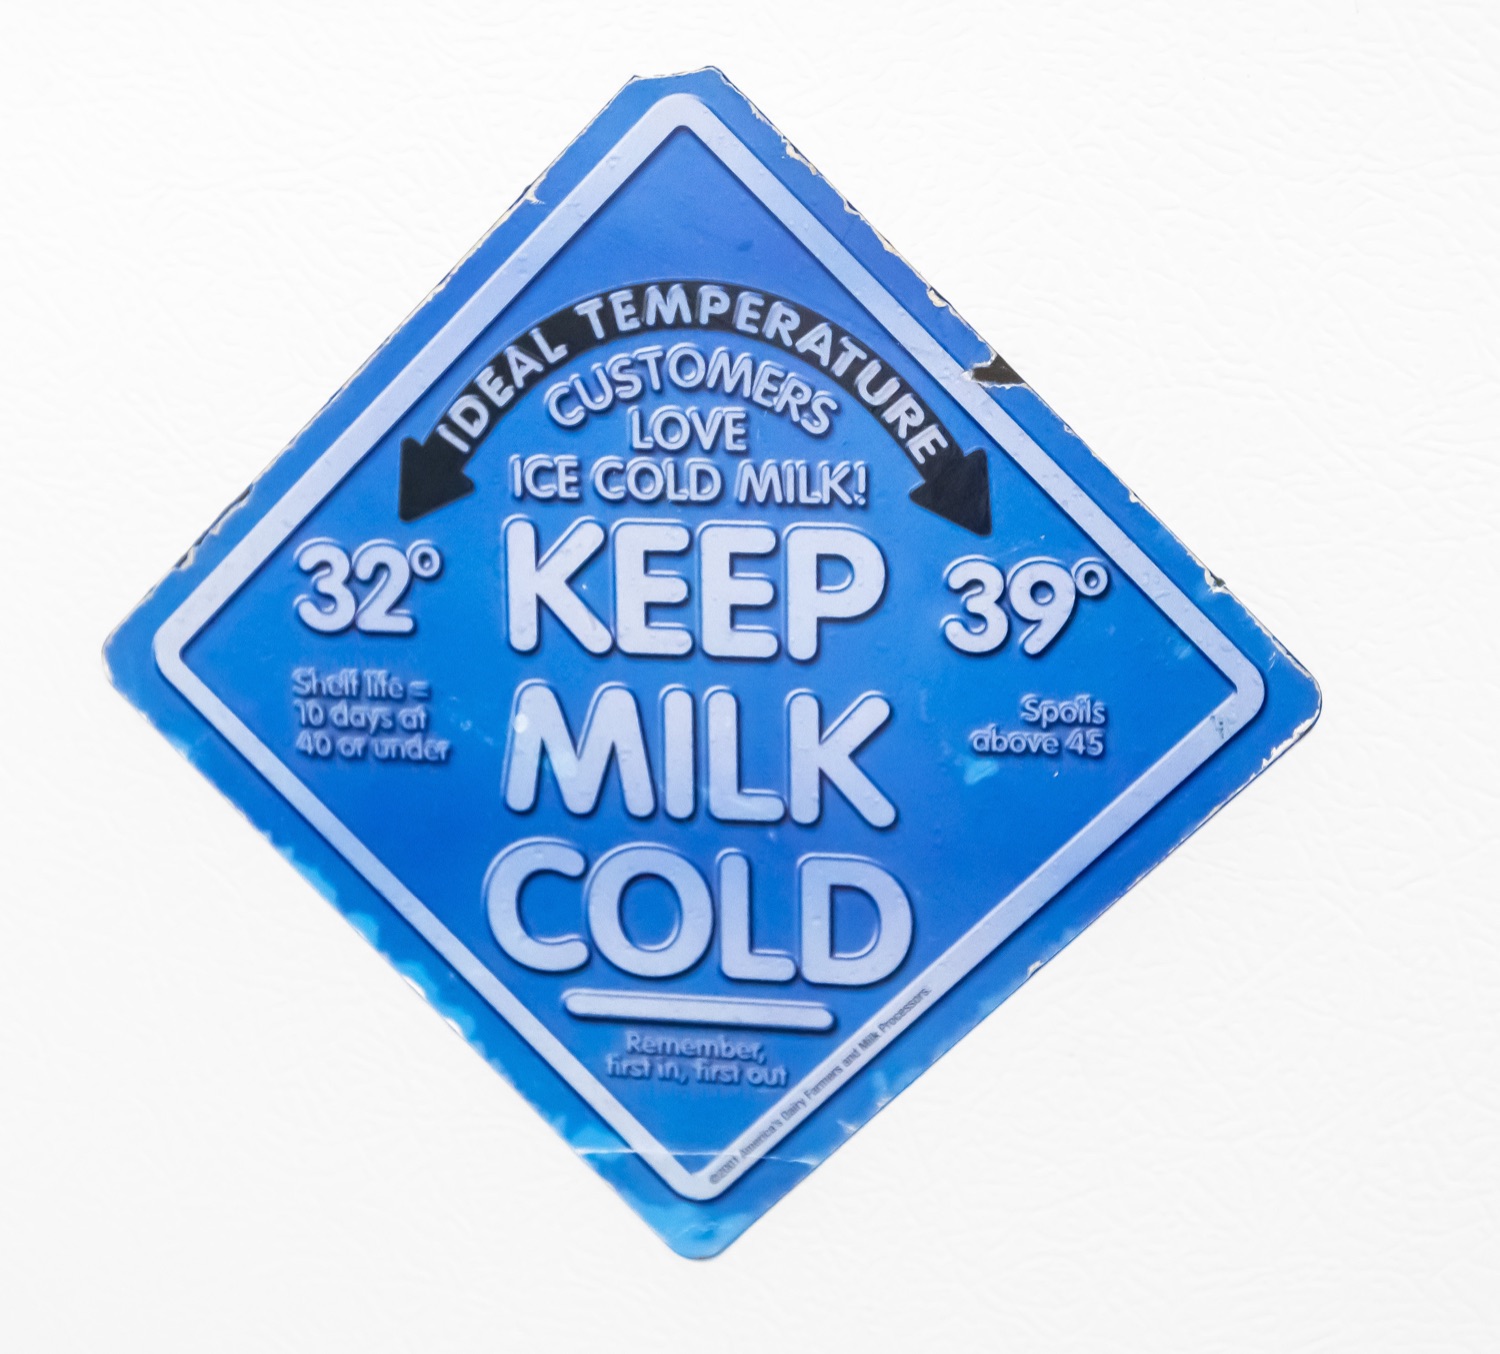 IDEAL TEMPERATURE
CUSTOMERS
LOVE
ICE COLD MILK!
KEEP
MILK
COLD
32°
39°
Shelf life =
10 days at
40 or under
Spoils
above 45
Remember,
first in, first out
©2001 America's Dairy Farmers and Milk Processors.